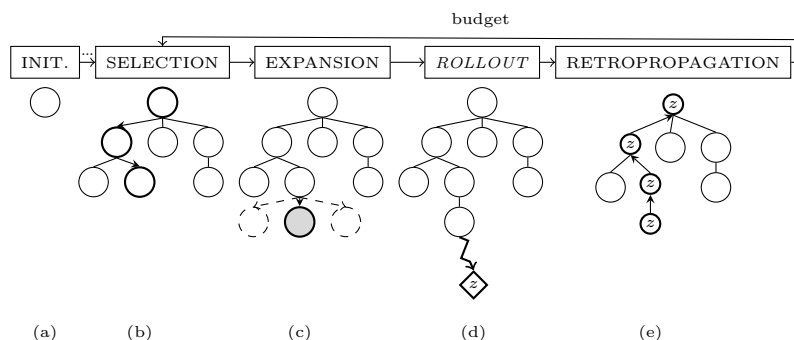 budget
INIT.
...
SELECTION
EXPANSION
ROLLOUT
RETROPROPAGATION
z
z
z
z
z
(a)
(b)
(c)
(d)
(e)